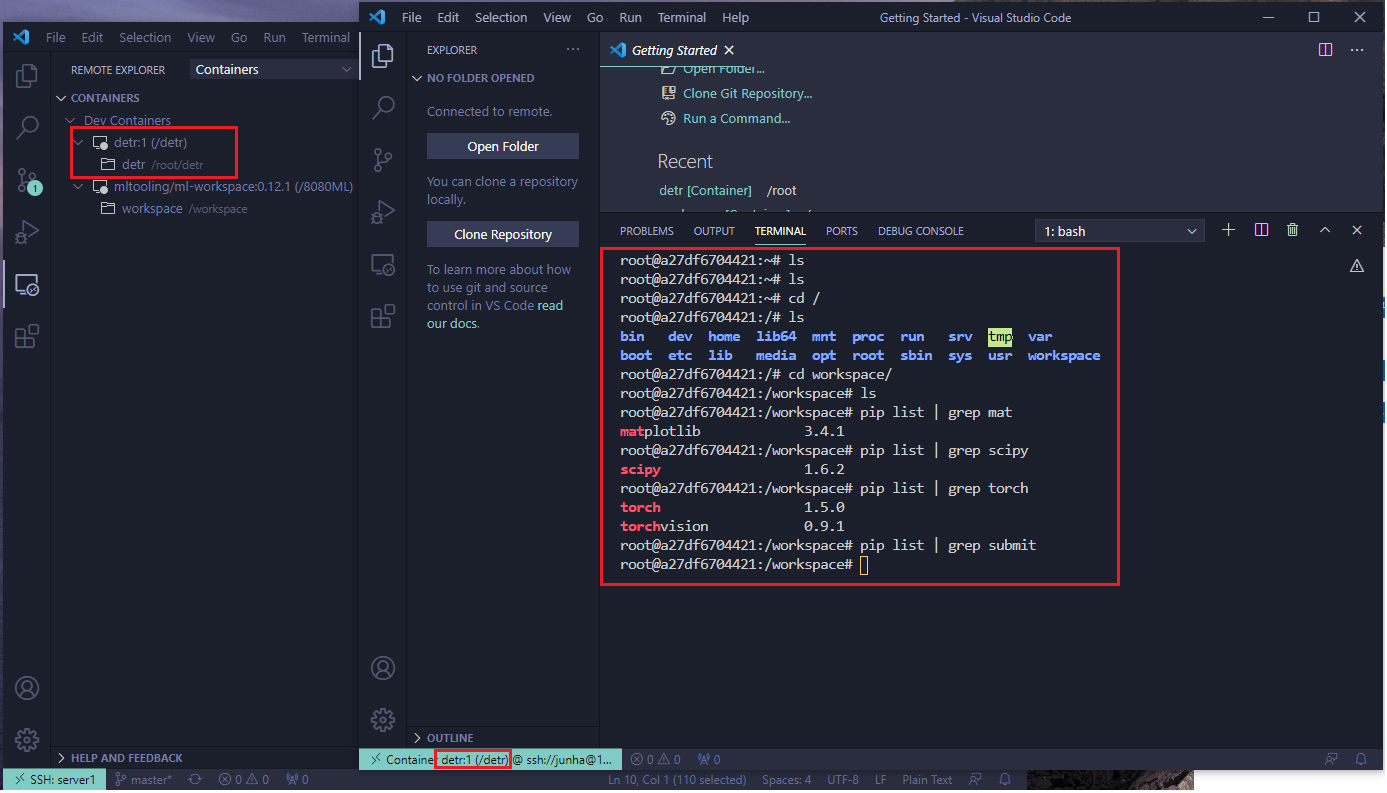 File Edit Selection View Go Run Terminal
REMOTE EXPLORER Containers
CONTAINERS
Dev Containers
detr:1 (/detr)
detr /root/detr
mltooling/ml-workspace:0.12.1 (/8080ML)
workspace /workspace
1
HELP AND FEEDBACK
SSH: server1 master* 0 0 0
File Edit Selection View Go Run Terminal Help
Getting Started - Visual Studio Code
EXPLORER
NO FOLDER OPENED
Connected to remote.
Open Folder
You can clone a repository
locally.
Clone Repository
To learn more about how
to use git and source
control in VS Code read
our docs.
OUTLINE
Getting Started
Open Folder...
Clone Git Repository...
Run a Command...
Recent
detr [Container] /root
PROBLEMS OUTPUT TERMINAL PORTS DEBUG CONSOLE 1: bash
root@a27df6704421:~# ls
root@a27df6704421:~# ls
root@a27df6704421:~# cd /
root@a27df6704421:/# ls
bin dev home lib64 mnt proc run srv tmp var
boot etc lib media opt root sbin sys usr workspace
root@a27df6704421:/# cd workspace/
root@a27df6704421:/workspace# ls
root@a27df6704421:/workspace# pip list | grep mat
matplotlib 3.4.1
root@a27df6704421:/workspace# pip list | grep scipy
scipy 1.6.2
root@a27df6704421:/workspace# pip list | grep torch
torch 1.5.0
torchvision 0.9.1
root@a27df6704421:/workspace# pip list | grep submit
root@a27df6704421:/workspace#
Container detr:1 (/detr) @ ssh://junha@1... 0 0 0
Ln 10, Col 1 (110 selected) Spaces: 4 UTF-8 LF Plain Text